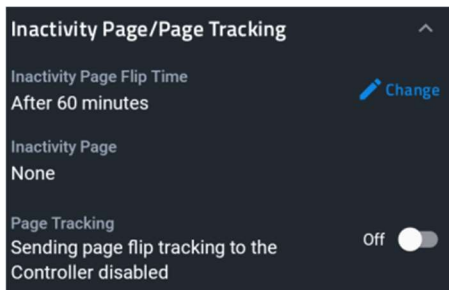 Inactivity Page/Page Tracking
Inactivity Page Flip Time
After 60 minutes
Change
Inactivity Page
None
Page Tracking
Sending page flip tracking to the
Controller disabled
Off